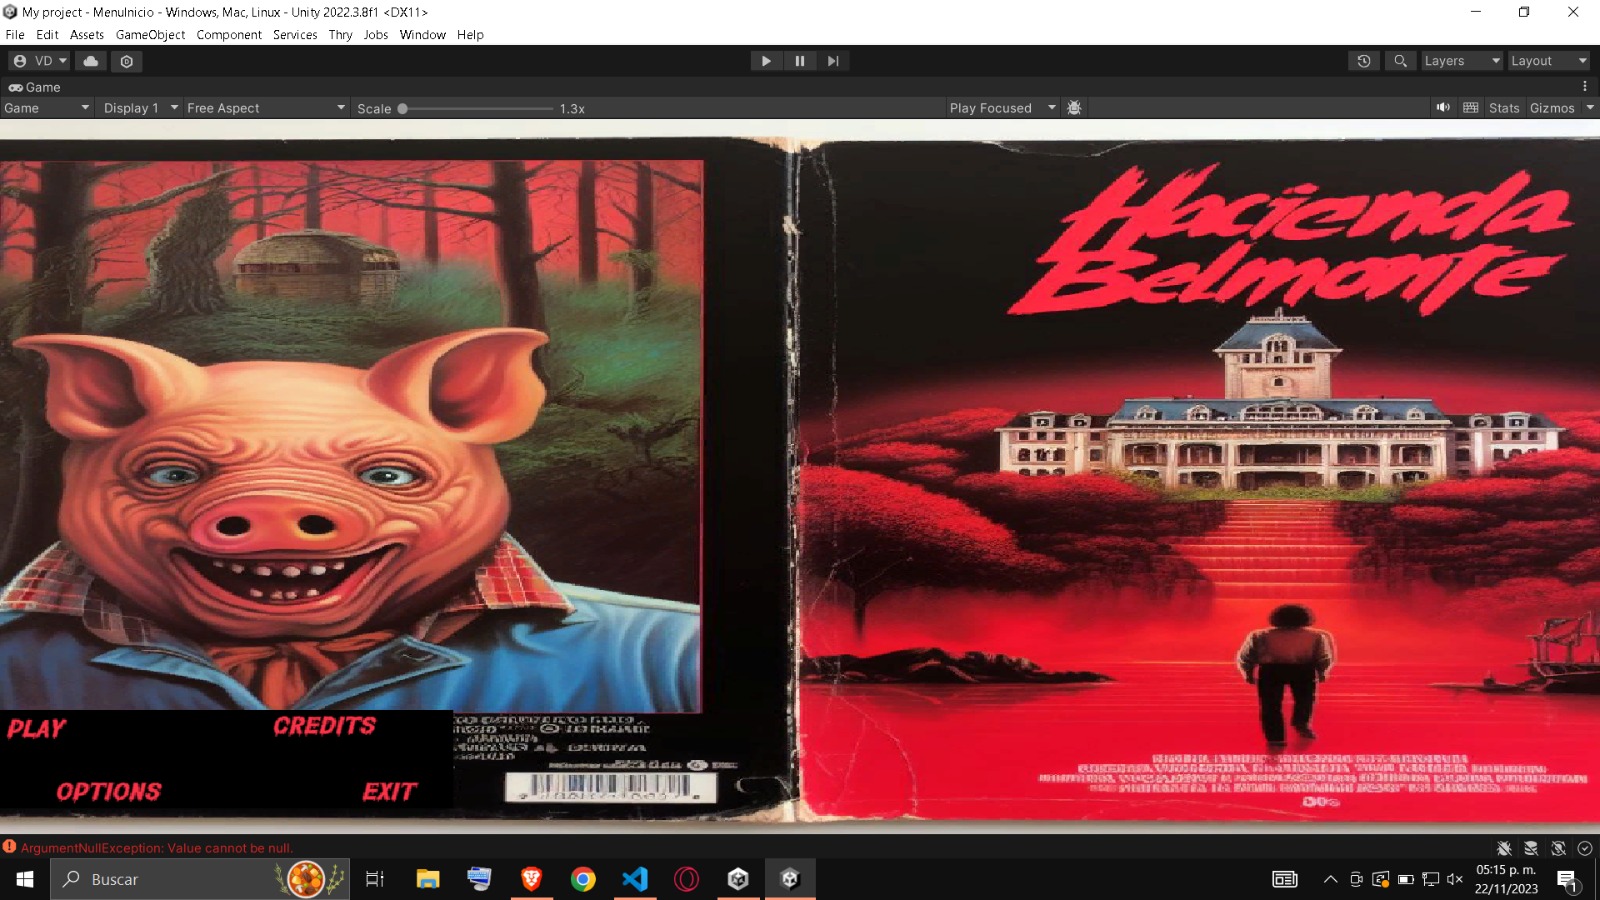 My project - MenuInicio - Windows, Mac, Linux - Unity 2022.3.8f1 <DX11>
File Edit Assets GameObject Component Services Thry Jobs Window Help
VD Layers Layout
Game
Game Display 1 Free Aspect Scale 1.3x Play Focused Stats Gizmos
Hacienda
Belmonte
PLAY CREDITS
OPTIONS EXIT
ArgumentNullException: Value cannot be null.
Buscar
05:15 p. m.
22/11/2023
1